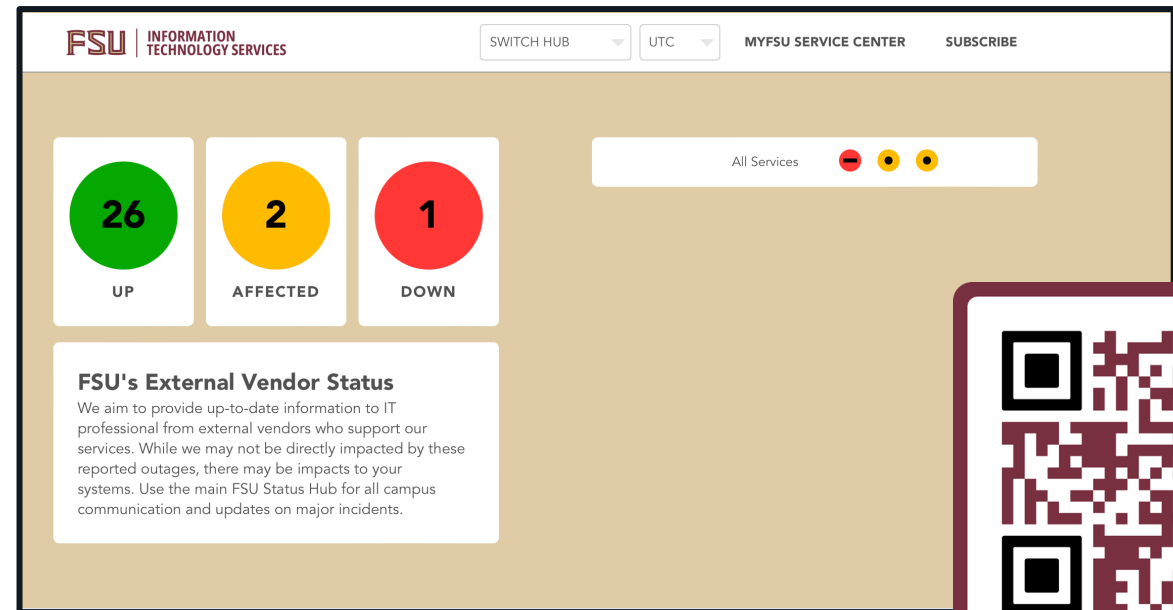 FSU INFORMATION
TECHNOLOGY SERVICES
SWITCH HUB
UTC
MYFSU SERVICE CENTER
SUBSCRIBE
26
UP
2
AFFECTED
1
DOWN
All Services
FSU's External Vendor Status
We aim to provide up-to-date information to IT
professional from external vendors who support our
services. While we may not be directly impacted by these
reported outages, there may be impacts to your
systems. Use the main FSU Status Hub for all campus
communication and updates on major incidents.